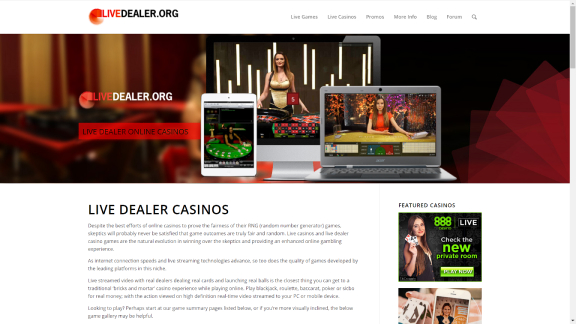 LIVEDEALER.ORG
Live Games Live Casinos Promos More Info Blog Forum
LIVEDEALER.ORG
LIVE DEALER ONLINE CASINOS
LIVE DEALER CASINOS
Despite the best efforts of online casinos to prove the fairness of their RNG (random number generator) games,
skeptics will probably never be satisfied that game outcomes are truly fair and random. Live casinos and live dealer
casino games are the natural evolution in winning over the skeptics and providing an enhanced online gambling
experience.
As internet connection speeds and live streaming technologies advance, so too does the quality of games developed by
the leading platforms in this niche.
Live streamed video with real dealers dealing real cards and launching real balls is the closest thing you can get to a
traditional 'bricks and mortar' casino experience while playing online. Play blackjack, roulette, baccarat, poker or sicbo
for real money; with the action viewed on high definition real-time video streamed to your PC or mobile device.
Looking to play? Perhaps start at our game summary pages listed below, or if you're more visually inclined, the below
game gallery may be helpful.
FEATURED CASINOS
888
CASINO
LIVE
Check the
new
private room